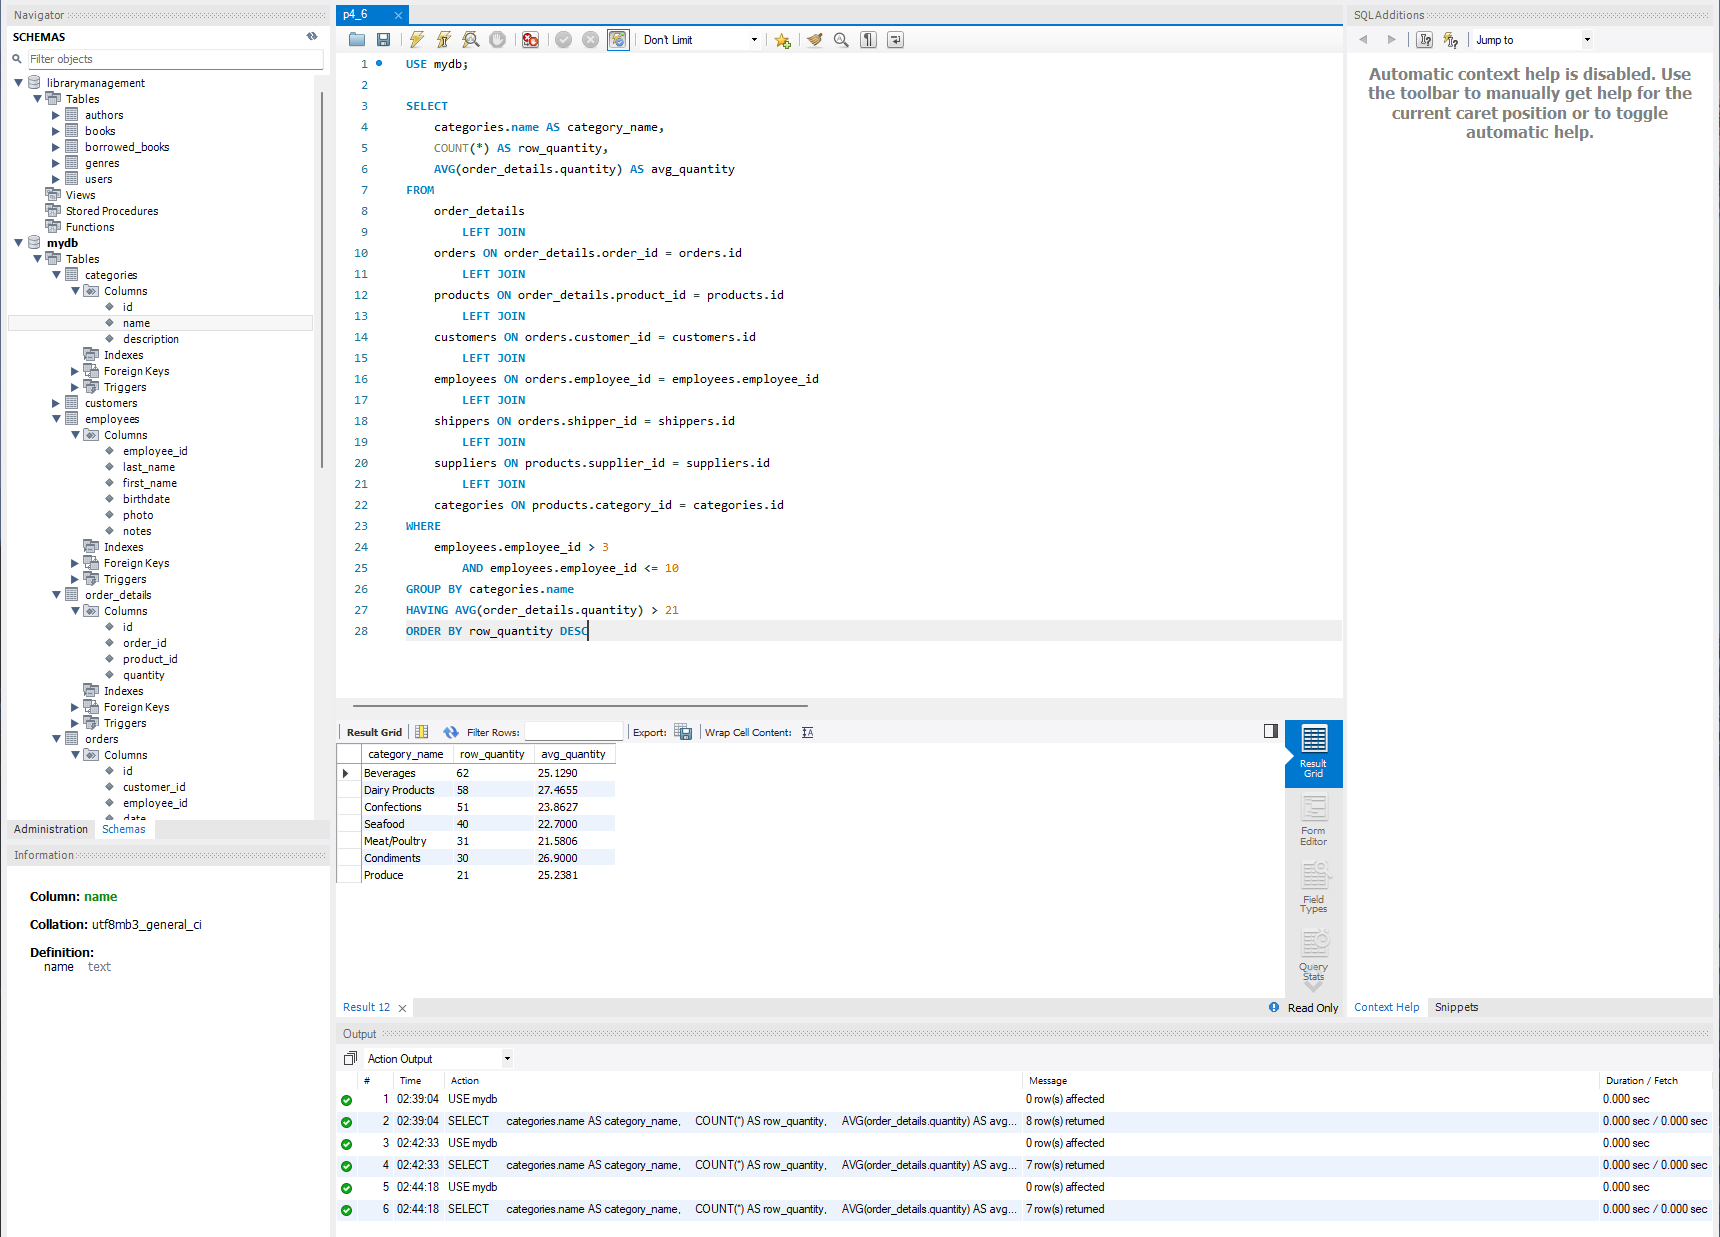 Navigator
SCHEMAS
Filter objects
librarymanagement
Tables
authors
books
borrowed_books
genres
users
Views
Stored Procedures
Functions
mydb
Tables
categories
Columns
id
name
description
Indexes
Foreign Keys
Triggers
customers
employees
Columns
employee_id
last_name
first_name
birthdate
photo
notes
Indexes
Foreign Keys
Triggers
order_details
Columns
id
order_id
product_id
quantity
Indexes
Foreign Keys
Triggers
orders
Columns
id
customer_id
employee_id
date
Administration Schemas
Information
Column: name
Collation: utf8mb3_general_ci
Definition:
name text
p4_6
Don't Limit
1 USE mydb;
2
3 SELECT
4 categories.name AS category_name,
5 COUNT(*) AS row_quantity,
6 AVG(order_details.quantity) AS avg_quantity
7 FROM
8 order_details
9 LEFT JOIN
10 orders ON order_details.order_id = orders.id
11 LEFT JOIN
12 products ON order_details.product_id = products.id
13 LEFT JOIN
14 customers ON orders.customer_id = customers.id
15 LEFT JOIN
16 employees ON orders.employee_id = employees.employee_id
17 LEFT JOIN
18 shippers ON orders.shipper_id = shippers.id
19 LEFT JOIN
20 suppliers ON products.supplier_id = suppliers.id
21 LEFT JOIN
22 categories ON products.category_id = categories.id
23 WHERE
24 employees.employee_id > 3
25 AND employees.employee_id <= 10
26 GROUP BY categories.name
27 HAVING AVG(order_details.quantity) > 21
28 ORDER BY row_quantity DESC
Result Grid Filter Rows: Export: Wrap Cell Content: IA
category_name row_quantity avg_quantity
Beverages 62 25.1290
Dairy Products 58 27.4655
Confections 51 23.8627
Seafood 40 22.7000
Meat/Poultry 31 21.5806
Condiments 30 26.9000
Produce 21 25.2381
Result
Grid
Form
Editor
Field
Types
Query
Stats
Result 12 Read Only
SQLAdditions
Jump to
Automatic context help is disabled. Use
the toolbar to manually get help for the
current caret position or to toggle
automatic help.
Context Help Snippets
Output
Action Output
# Time Action Message Duration / Fetch
1 02:39:04 USE mydb 0 row(s) affected 0.000 sec
2 02:39:04 SELECT categories.name AS category_name, COUNT(*) AS row_quantity, AVG(order_details.quantity) AS avg... 8 row(s) returned 0.000 sec / 0.000 sec
3 02:42:33 USE mydb 0 row(s) affected 0.000 sec
4 02:42:33 SELECT categories.name AS category_name, COUNT(*) AS row_quantity, AVG(order_details.quantity) AS avg... 7 row(s) returned 0.000 sec / 0.000 sec
5 02:44:18 USE mydb 0 row(s) affected 0.000 sec
6 02:44:18 SELECT categories.name AS category_name, COUNT(*) AS row_quantity, AVG(order_details.quantity) AS avg... 7 row(s) returned 0.000 sec / 0.000 sec